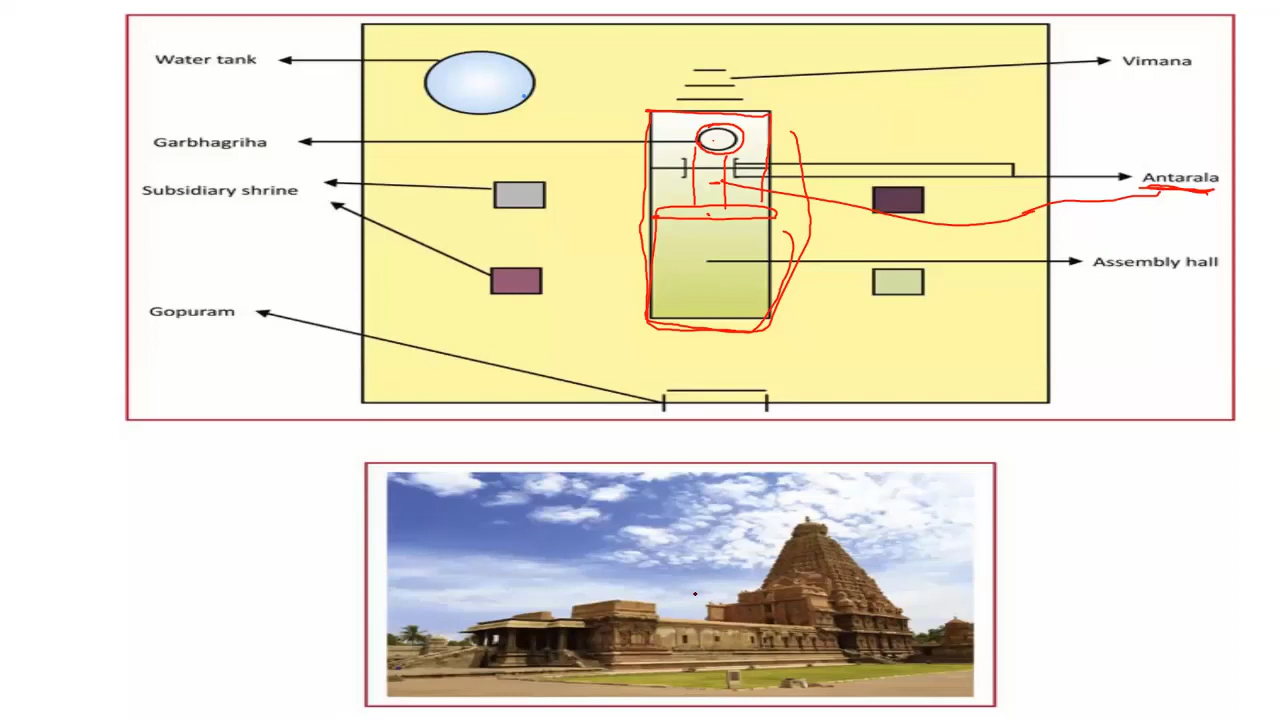 Water tank
Vimana
Garbhagriha
Antarala
Subsidiary shrine
Assembly hall
Gopuram